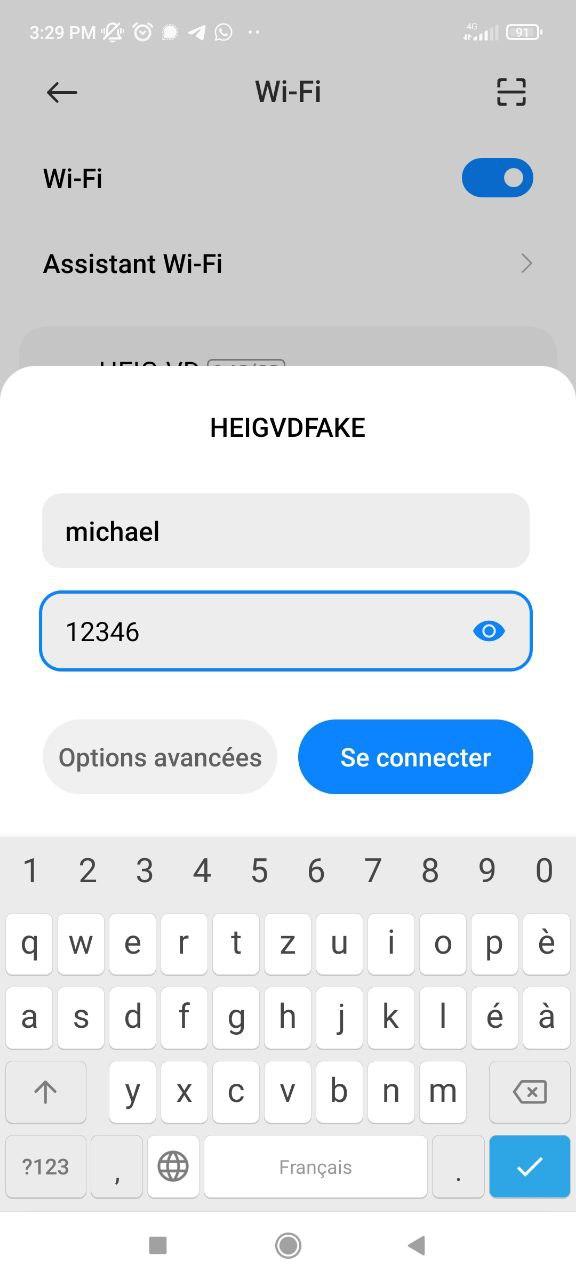 3:29 PM
4G
91
Wi-Fi
Wi-Fi
Assistant Wi-Fi
HEIG-VD
HEIGVDFAKE
michael
12346
Options avancées
Se connecter
1 2 3 4 5 6 7 8 9 0
q w e r t z u i o p è
a s d f g h j k l é à
y x c v b n m
?123 , Français .